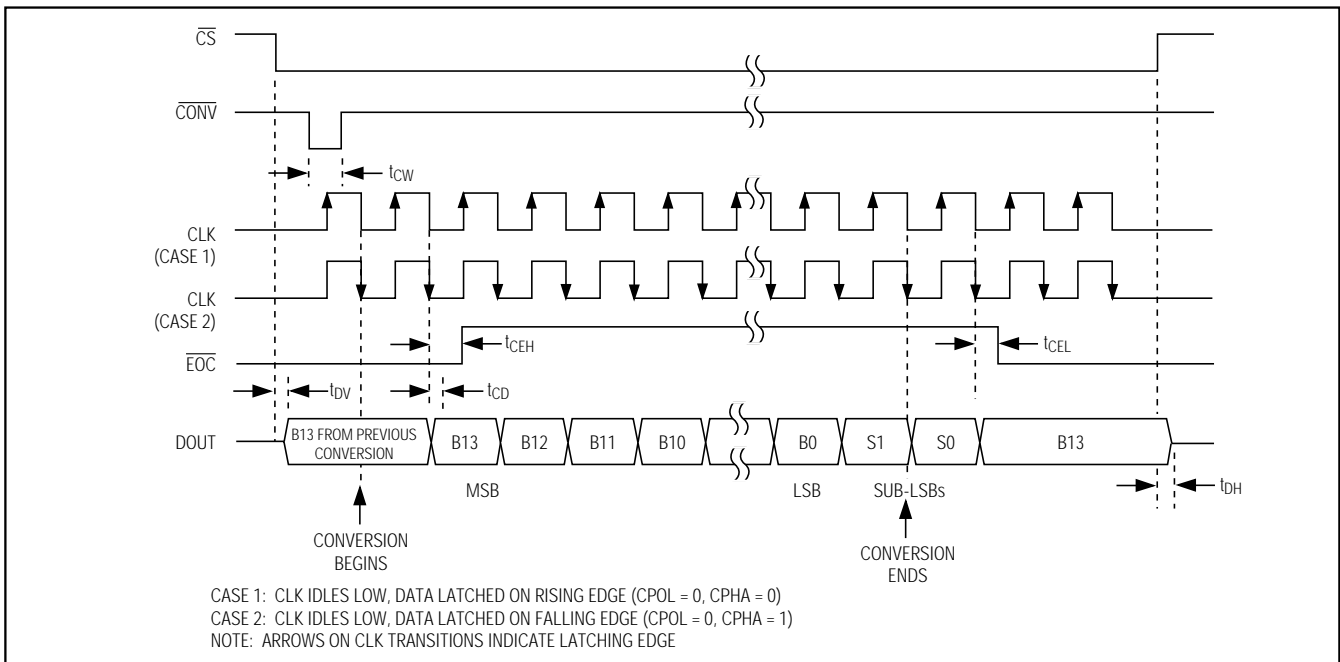 CS
CONV
tCW
CLK
(CASE 1)
CLK
(CASE 2)
tCEH
tCEL
EOC
tDV
tCD
DOUT
B13 FROM PREVIOUS
CONVERSION
B13
B12
B11
B10
B0
S1
S0
B13
MSB
LSB
SUB-LSBs
tDH
CONVERSION
BEGINS
CONVERSION
ENDS
CASE 1: CLK IDLES LOW, DATA LATCHED ON RISING EDGE (CPOL = 0, CPHA = 0)
CASE 2: CLK IDLES LOW, DATA LATCHED ON FALLING EDGE (CPOL = 0, CPHA = 1)
NOTE: ARROWS ON CLK TRANSITIONS INDICATE LATCHING EDGE